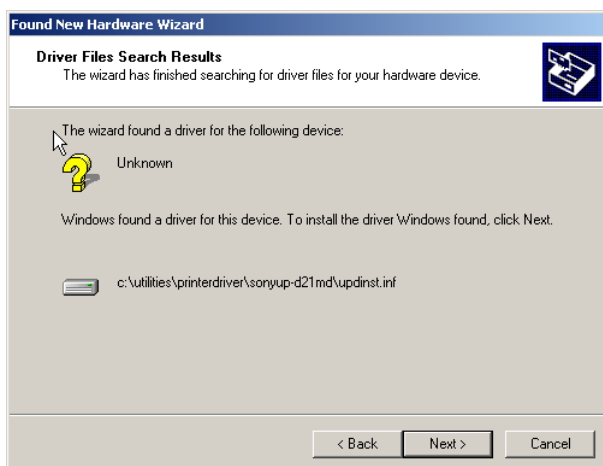 Found New Hardware Wizard
Driver Files Search Results
The wizard has finished searching for driver files for your hardware device.
The wizard found a driver for the following device:
Unknown
Windows found a driver for this device. To install the driver Windows found, click Next.
c:\utilities\printerdriver\sonyup-d21md\updinst.inf
< Back Next > Cancel